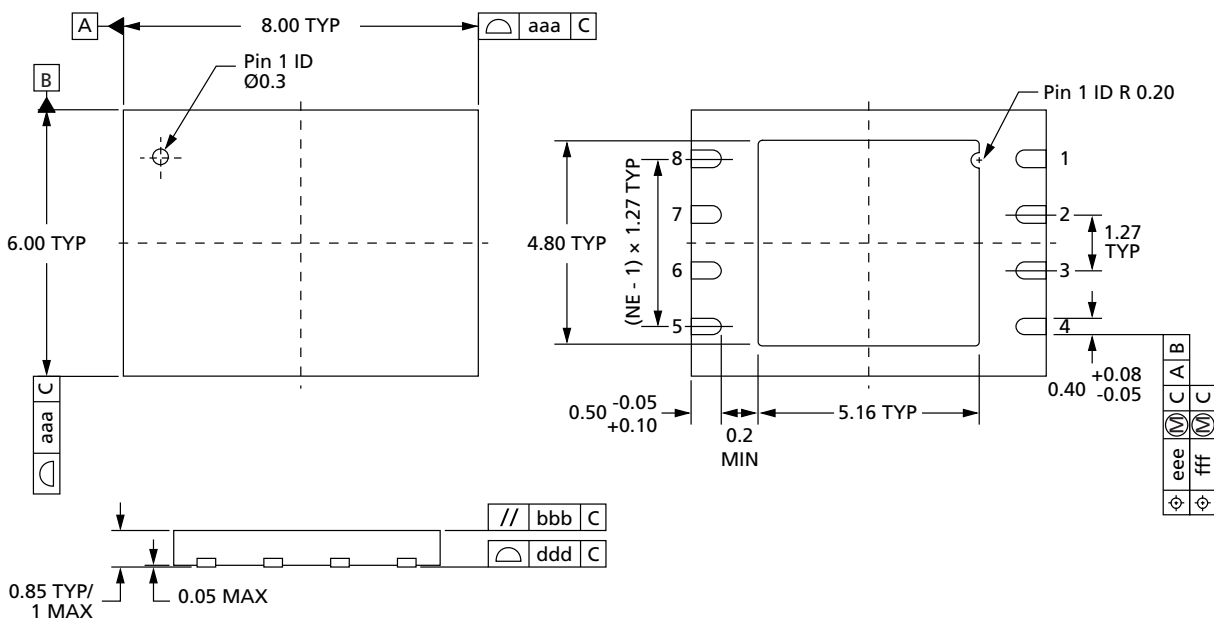 A
8.00 TYP
⌓ aaa C
Pin 1 ID
Ø0.3
B
6.00 TYP
⌓ aaa C
Pin 1 ID R 0.20
8
7
6
5
1
2
3
4
(NE - 1) × 1.27 TYP
4.80 TYP
1.27
TYP
0.40 +0.08
-0.05
⌖ eee Ⓜ C A B
⌖ fff Ⓜ C
0.50 -0.05
+0.10
0.2
MIN
5.16 TYP
// bbb C
⌓ ddd C
0.85 TYP/
1 MAX
0.05 MAX